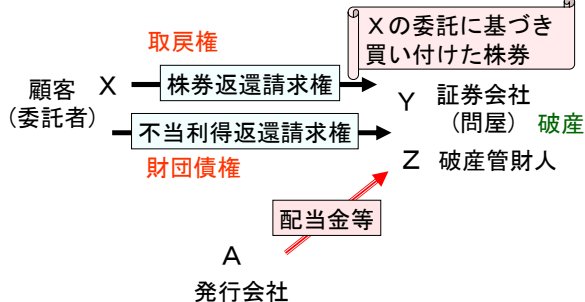 Xの委託に基づき
買い付けた株券
取戻権
顧客
(委託者)
X
株券返還請求権
Y 証券会社
(問屋) 破産
不当利得返還請求権
財団債権
Z 破産管財人
配当金等
A
発行会社